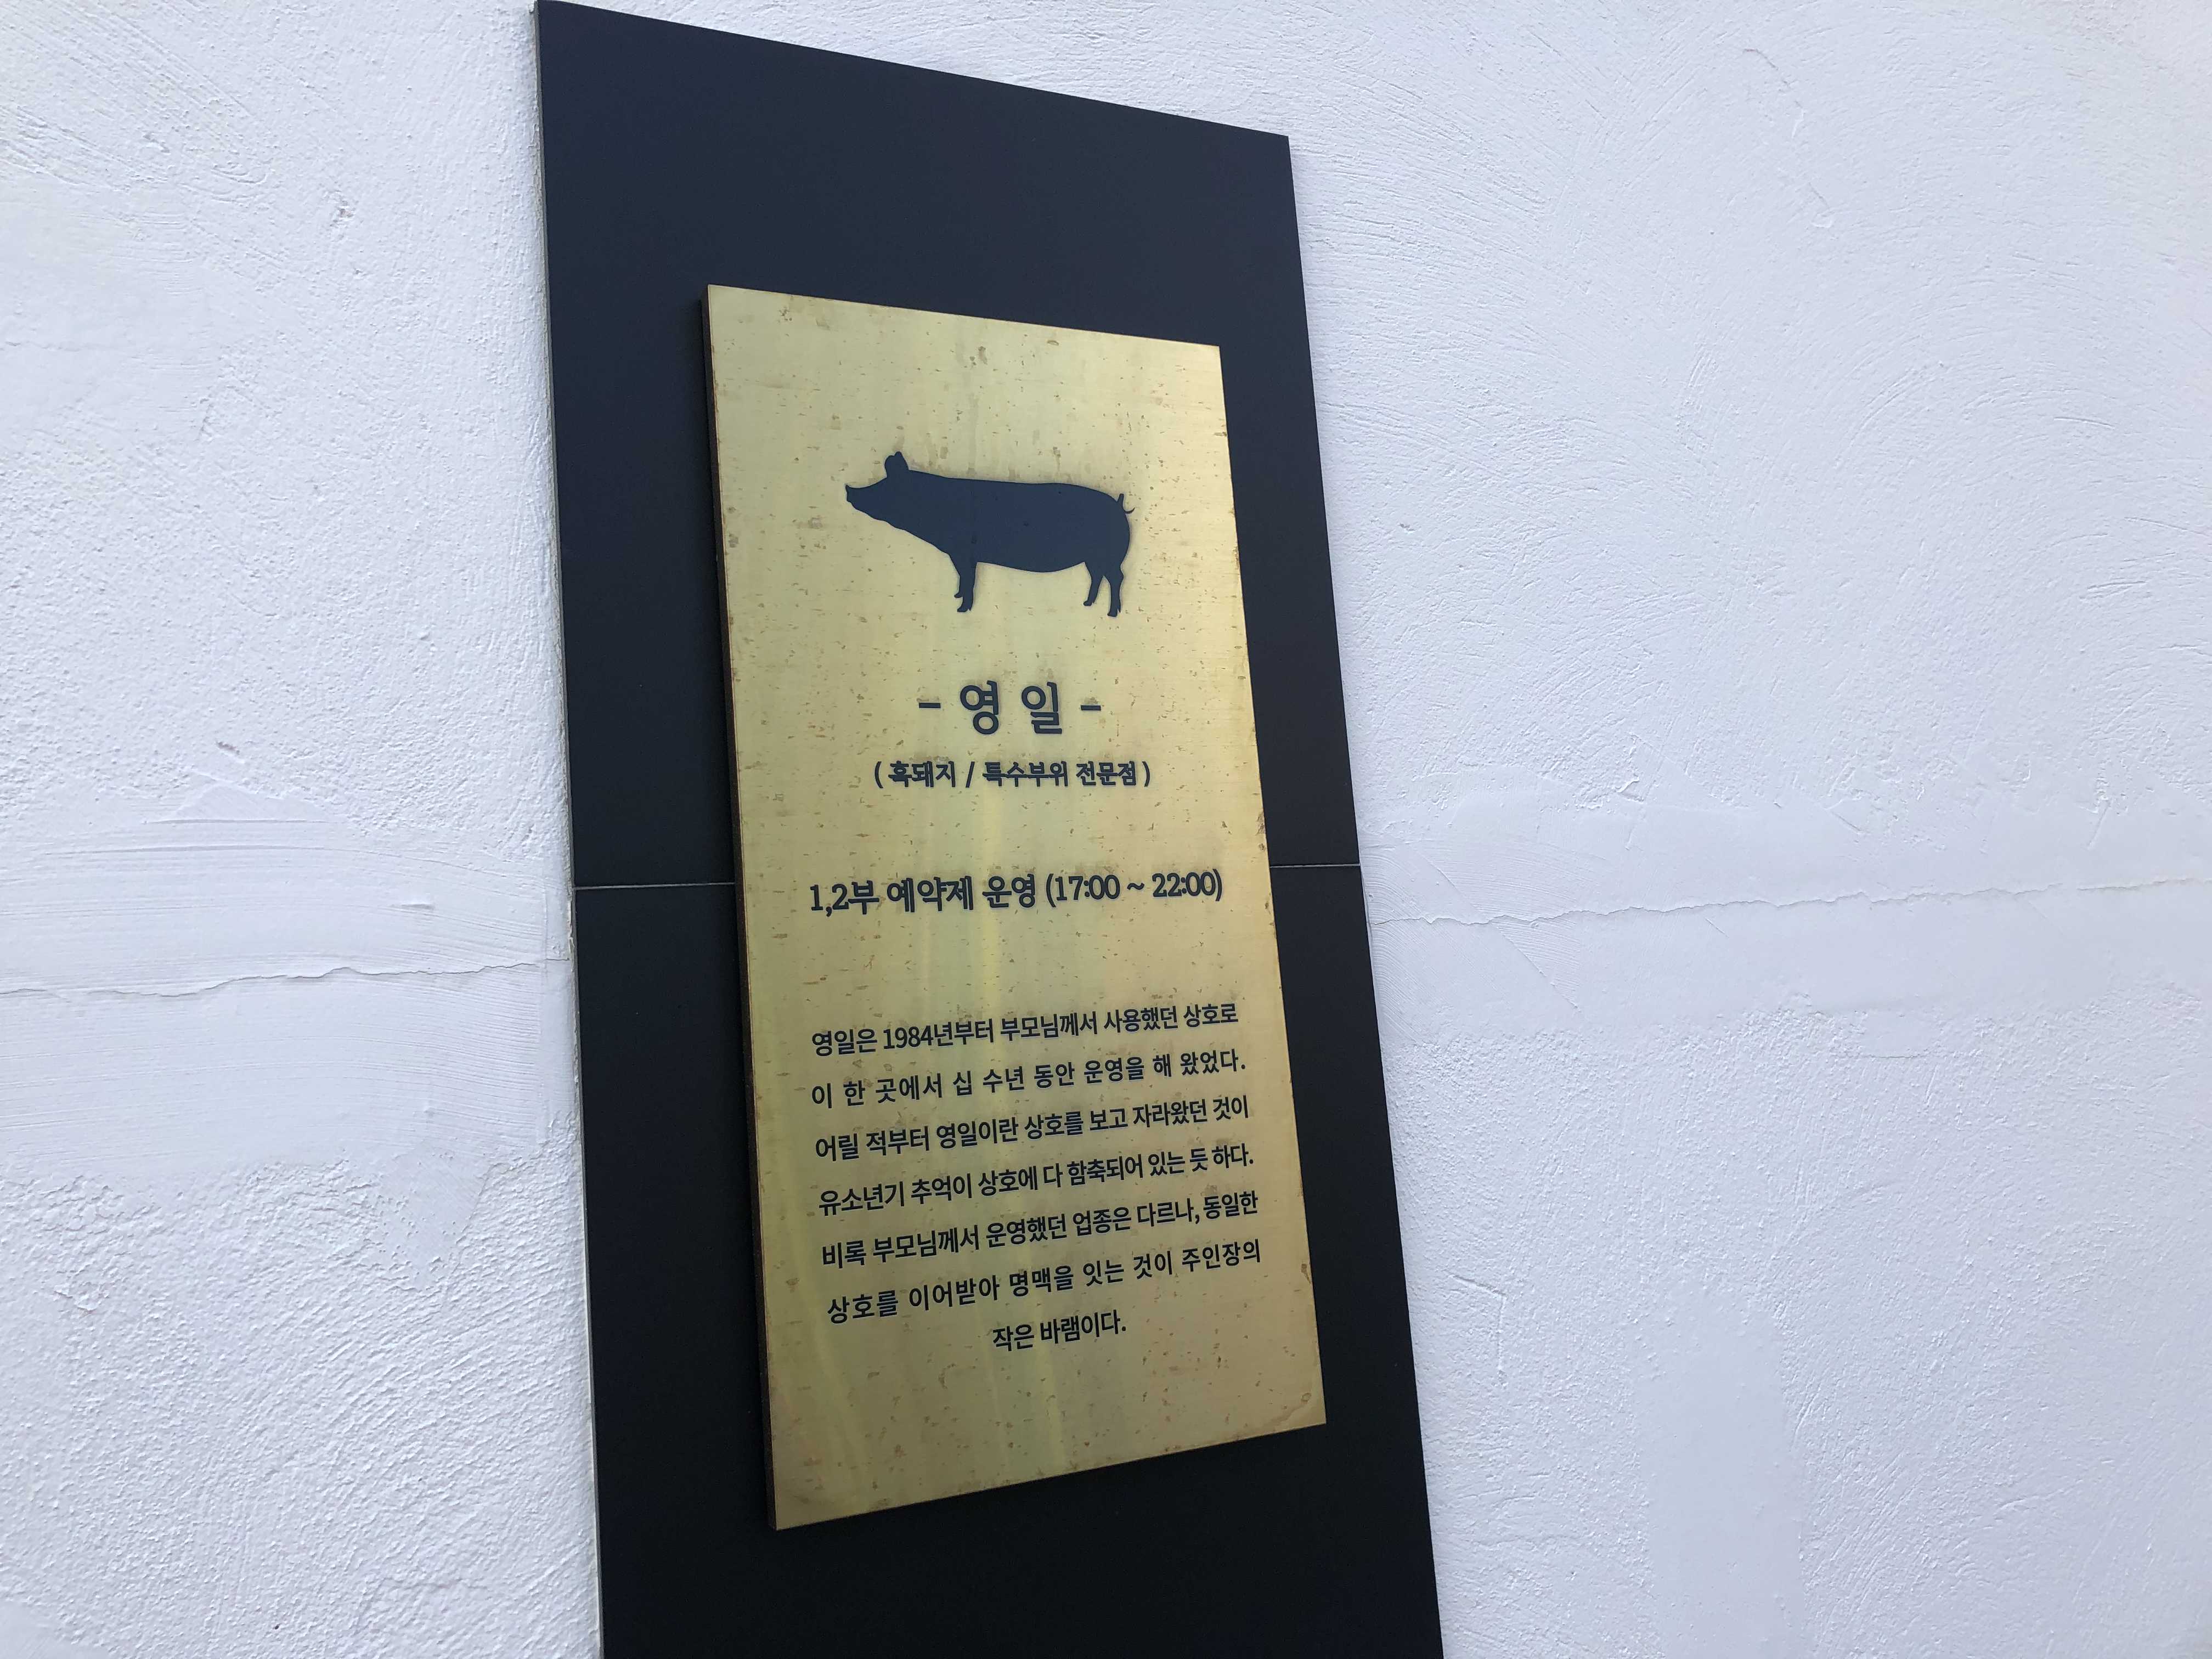 - 영 일 -
( 흑돼지 / 특수부위 전문점 )
1,2부 예약제 운영 (17:00 ~ 22:00)
영일은 1984년부터 부모님께서 사용했던 상호로
이 한 곳에서 십 수년 동안 운영을 해 왔었다.
어릴 적부터 영일이란 상호를 보고 자라왔던 것이
유소년기 추억이 상호에 다 함축되어 있는 듯 하다.
비록 부모님께서 운영했던 업종은 다르나, 동일한
상호를 이어받아 명맥을 잇는 것이 주인장의
작은 바램이다.